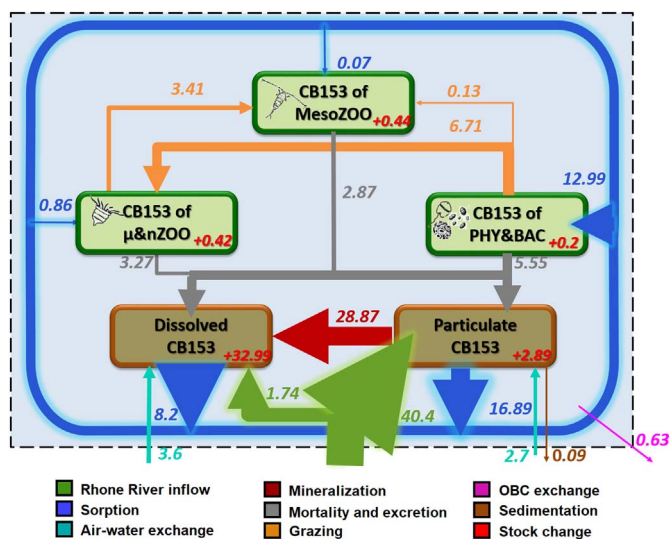 0.07
3.41
CB153 of
MesoZOO
+0.44
0.13
6.71
12.99
0.86
CB153 of
µ&nZOO
+0.42
2.87
CB153 of
PHY&BAC
+0.2
3.27
5.55
Dissolved
CB153
+32.99
28.87
Particulate
CB153
+2.89
8.2
1.74
40.4
16.89
0.63
3.6
2.7
0.09
Rhone River inflow
Mineralization
OBC exchange
Sorption
Mortality and excretion
Sedimentation
Air-water exchange
Grazing
Stock change